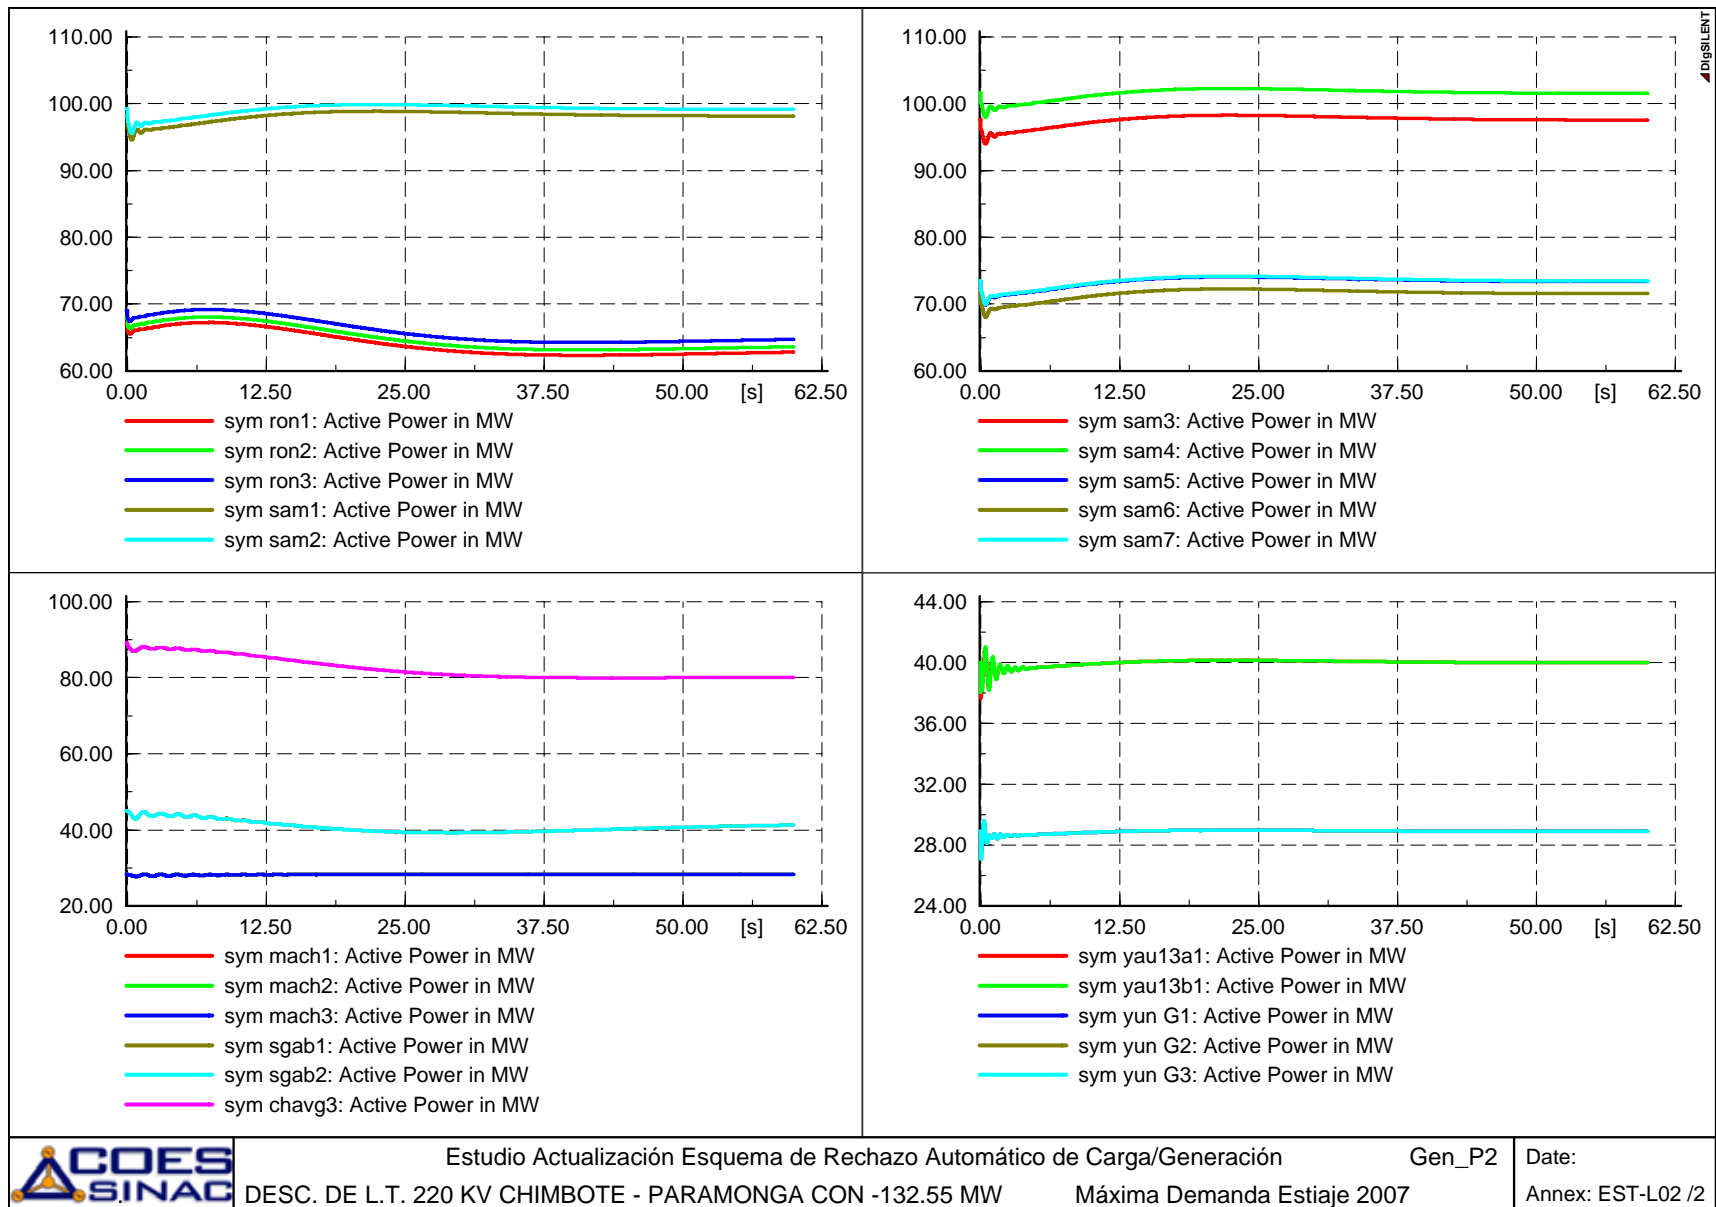 DIgSILENT
110.00
100.00
90.00
80.00
70.00
60.00
0.00 12.50 25.00 37.50 50.00 [s] 62.50
sym ron1: Active Power in MW
sym ron2: Active Power in MW
sym ron3: Active Power in MW
sym sam1: Active Power in MW
sym sam2: Active Power in MW
110.00
100.00
90.00
80.00
70.00
60.00
0.00 12.50 25.00 37.50 50.00 [s] 62.50
sym sam3: Active Power in MW
sym sam4: Active Power in MW
sym sam5: Active Power in MW
sym sam6: Active Power in MW
sym sam7: Active Power in MW
100.00
80.00
60.00
40.00
20.00
0.00 12.50 25.00 37.50 50.00 [s] 62.50
sym mach1: Active Power in MW
sym mach2: Active Power in MW
sym mach3: Active Power in MW
sym sgab1: Active Power in MW
sym sgab2: Active Power in MW
sym chavg3: Active Power in MW
44.00
40.00
36.00
32.00
28.00
24.00
0.00 12.50 25.00 37.50 50.00 [s] 62.50
sym yau13a1: Active Power in MW
sym yau13b1: Active Power in MW
sym yun G1: Active Power in MW
sym yun G2: Active Power in MW
sym yun G3: Active Power in MW
COES
SINAC
Estudio Actualización Esquema de Rechazo Automático de Carga/Generación Gen_P2
DESC. DE L.T. 220 KV CHIMBOTE - PARAMONGA CON -132.55 MW Máxima Demanda Estiaje 2007
Date:
Annex: EST-L02 /2